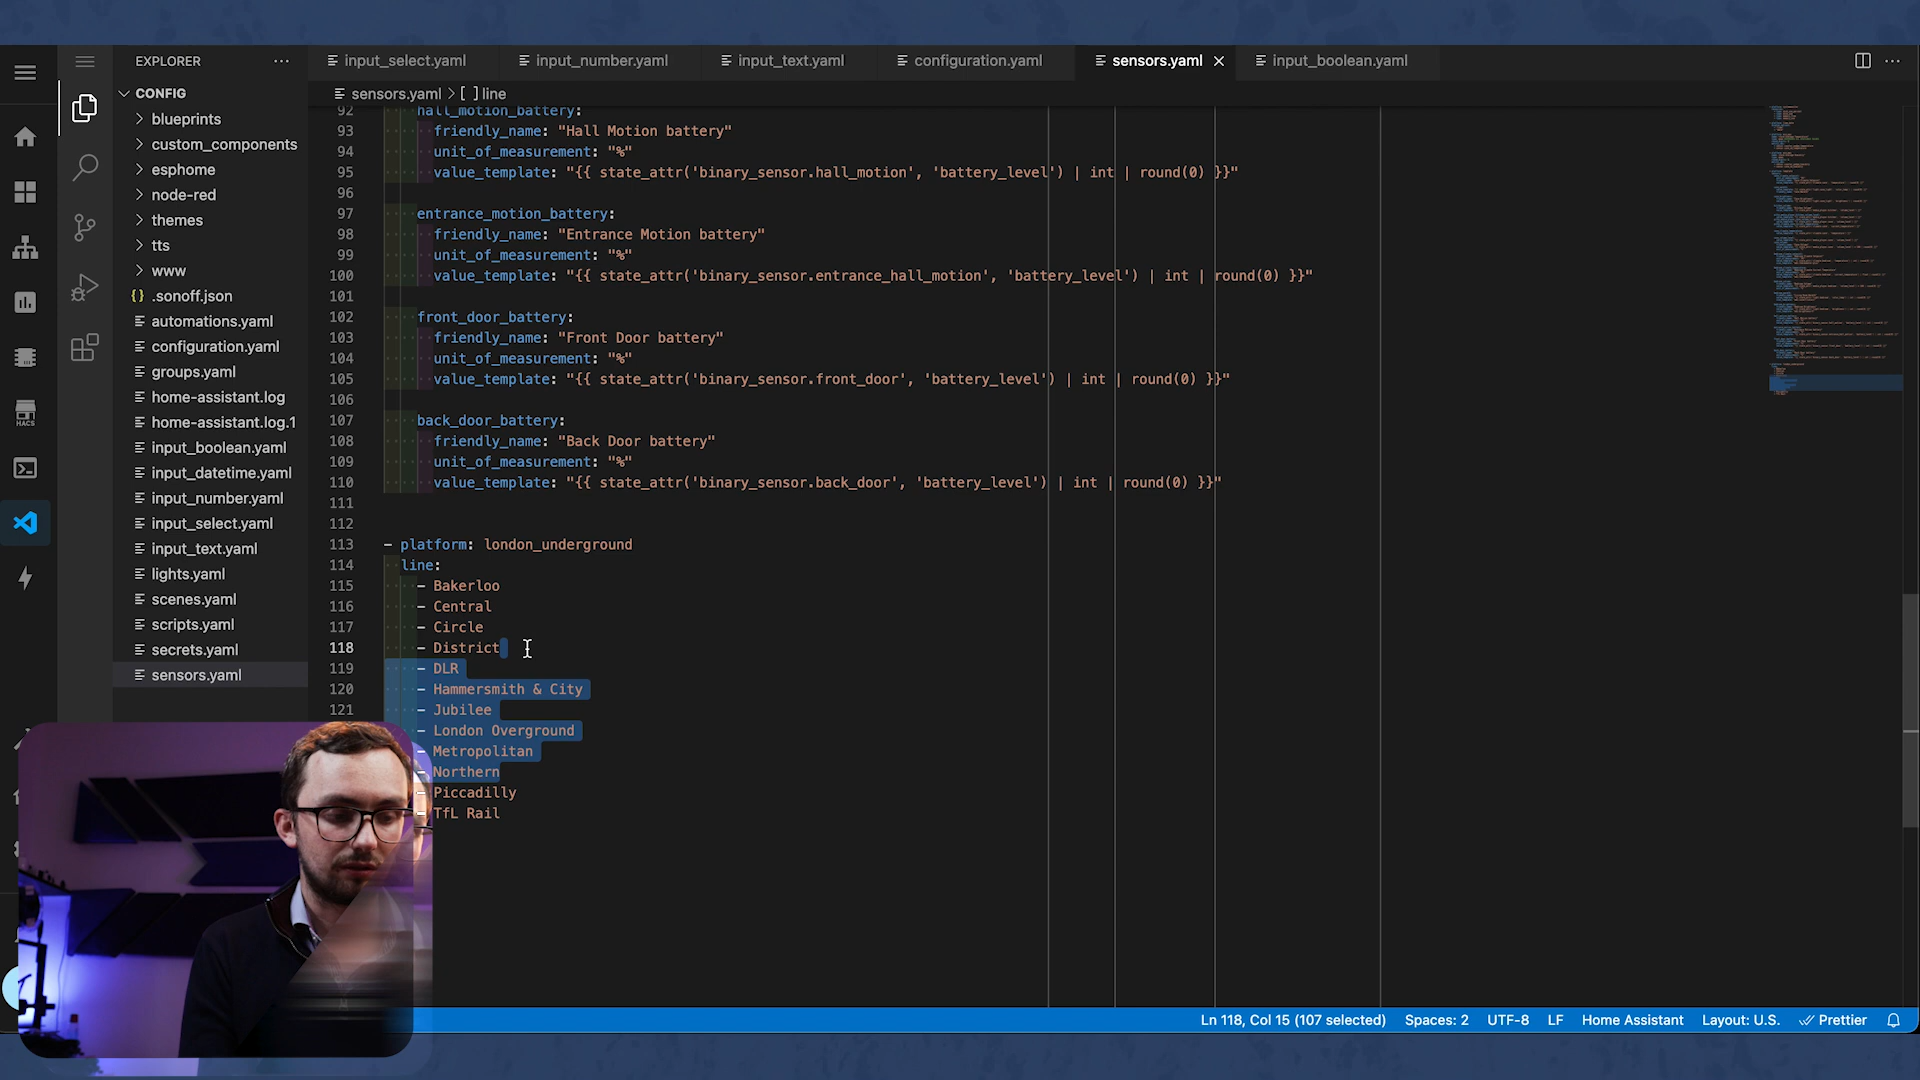 EXPLORER
input_select.yaml
input_number.yaml
input_text.yaml
configuration.yaml
sensors.yaml
input_boolean.yaml
CONFIG
sensors.yaml > [ ] line
blueprints
custom_components
esphome
node-red
themes
tts
www
{} .sonoff.json
automations.yaml
configuration.yaml
groups.yaml
home-assistant.log
home-assistant.log.1
input_boolean.yaml
input_datetime.yaml
input_number.yaml
input_select.yaml
input_text.yaml
lights.yaml
scenes.yaml
scripts.yaml
secrets.yaml
sensors.yaml
HACS
92 hall_motion_battery:
93 friendly_name: "Hall Motion battery"
94 unit_of_measurement: "%"
95 value_template: "{{ state_attr('binary_sensor.hall_motion', 'battery_level') | int | round(0) }}"
96
97 entrance_motion_battery:
98 friendly_name: "Entrance Motion battery"
99 unit_of_measurement: "%"
100 value_template: "{{ state_attr('binary_sensor.entrance_hall_motion', 'battery_level') | int | round(0) }}"
101
102 front_door_battery:
103 friendly_name: "Front Door battery"
104 unit_of_measurement: "%"
105 value_template: "{{ state_attr('binary_sensor.front_door', 'battery_level') | int | round(0) }}"
106
107 back_door_battery:
108 friendly_name: "Back Door battery"
109 unit_of_measurement: "%"
110 value_template: "{{ state_attr('binary_sensor.back_door', 'battery_level') | int | round(0) }}"
111
112
113 - platform: london_underground
114 line:
115 - Bakerloo
116 - Central
117 - Circle
118 - District
119 - DLR
120 - Hammersmith & City
121 - Jubilee
- London Overground
- Metropolitan
- Northern
- Piccadilly
- TfL Rail
Ln 118, Col 15 (107 selected)
Spaces: 2
UTF-8
LF
Home Assistant
Layout: U.S.
Prettier